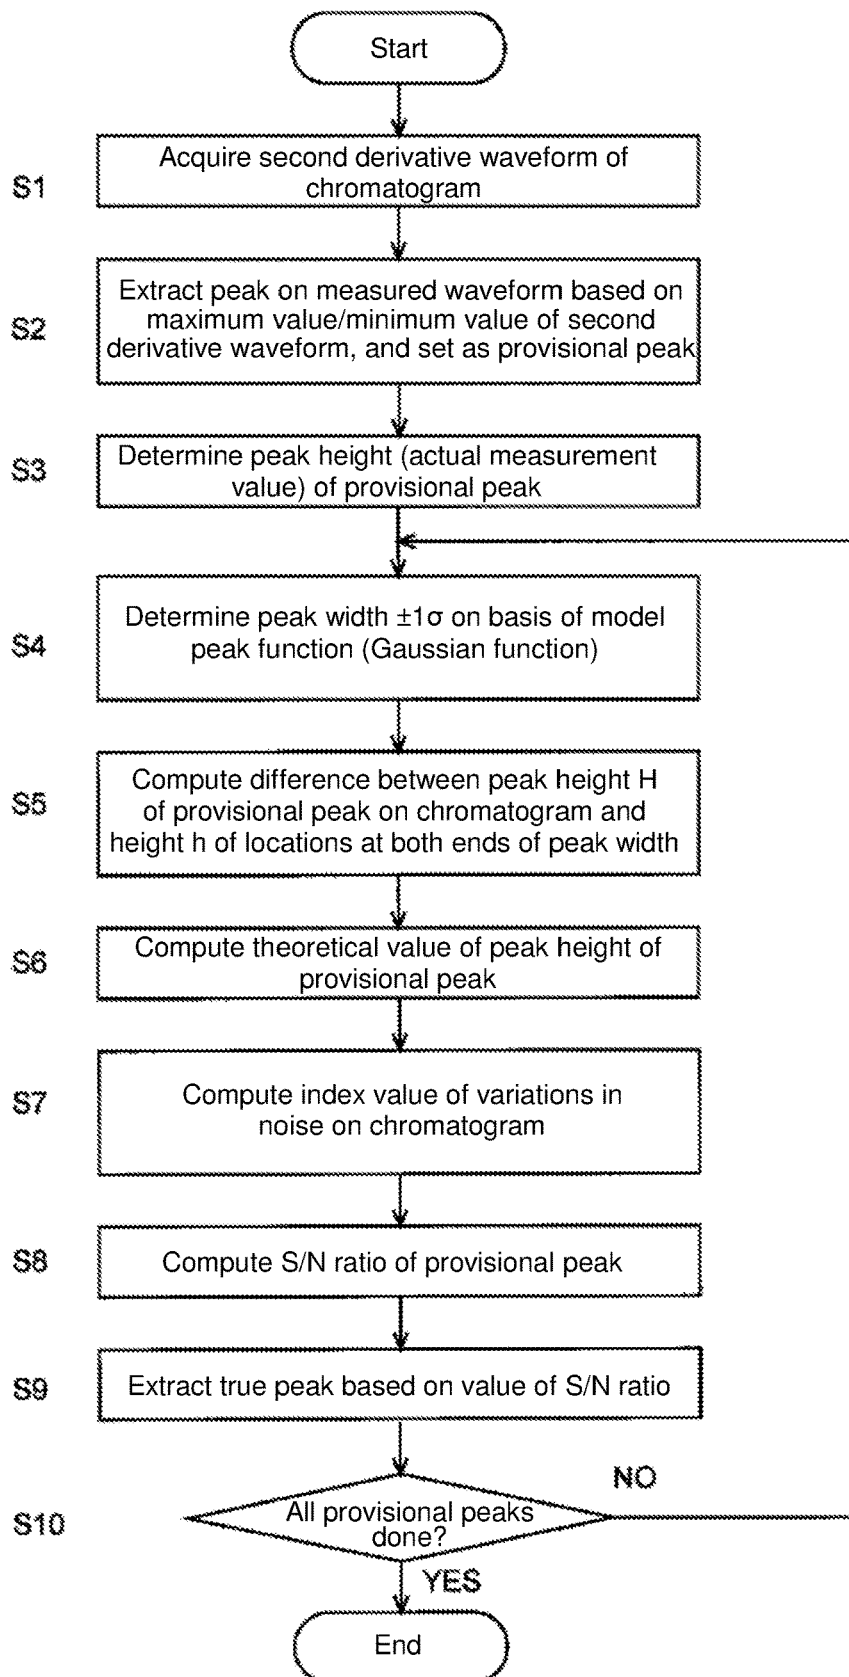 Start
S1
Acquire second derivative waveform of
chromatogram
S2
Extract peak on measured waveform based on
maximum value/minimum value of second
derivative waveform, and set as provisional peak
S3
Determine peak height (actual measurement
value) of provisional peak
S4
Determine peak width ±1σ on basis of model
peak function (Gaussian function)
S5
Compute difference between peak height H
of provisional peak on chromatogram and
height h of locations at both ends of peak width
S6
Compute theoretical value of peak height of
provisional peak
S7
Compute index value of variations in
noise on chromatogram
S8
Compute S/N ratio of provisional peak
S9
Extract true peak based on value of S/N ratio
NO
S10
All provisional peaks
done?
YES
End